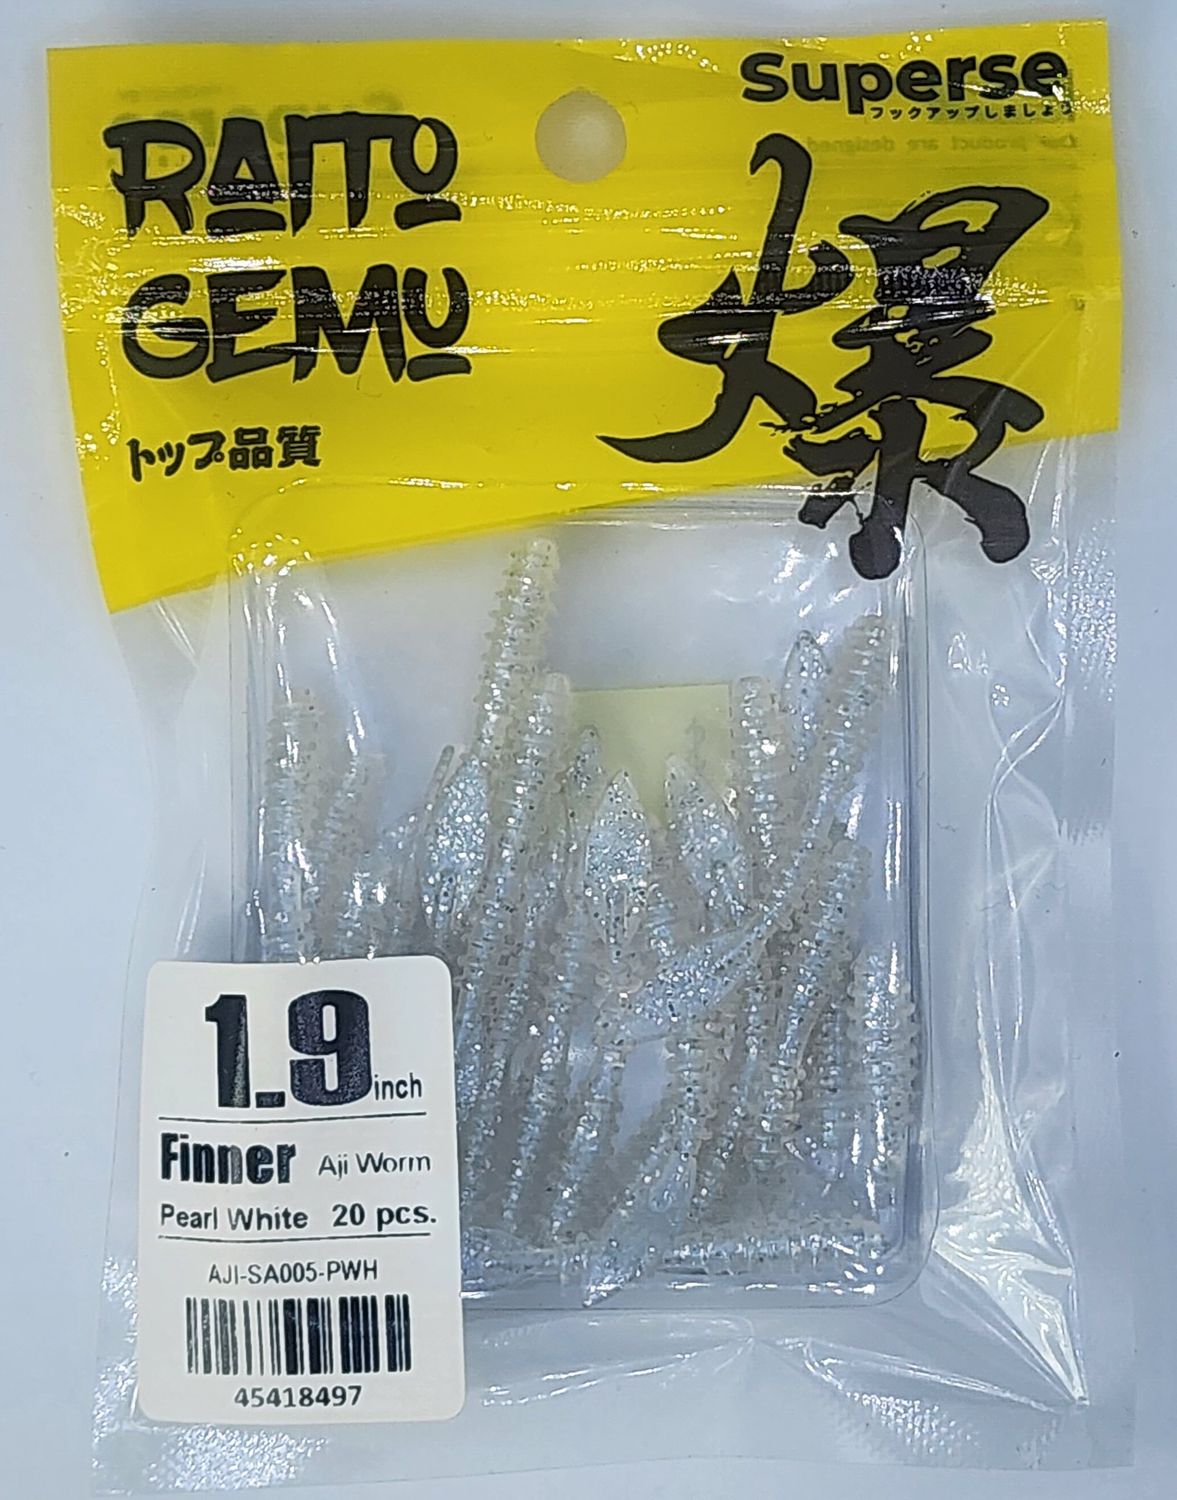 Superse
フックアップしましょう
RAITO
GEMU
爆
トップ品質
1.9inch
Finner Aji Worm
Pearl White 20 pcs.
AJI-SA005-PWH
45418497